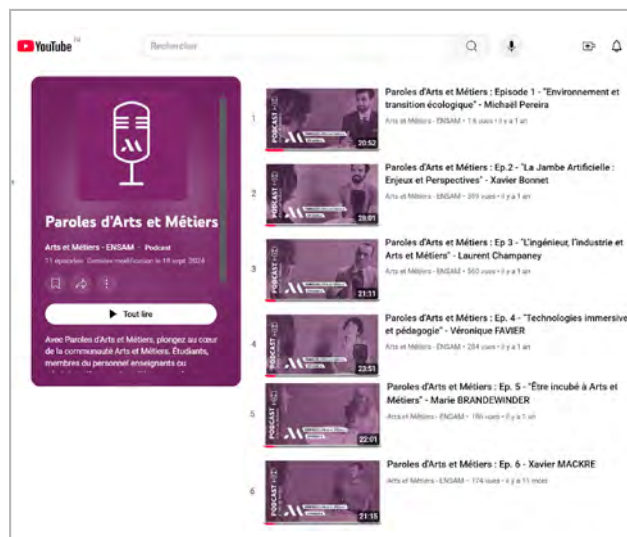 YouTube
Rechercher
Paroles d'Arts et Métiers
Arts et Métiers - ENSAM • Podcast
11 épisodes Dernière modification le 19 sept. 2024
Tout lire
Avec Paroles d'Arts et Métiers, plongez au cœur
de la communauté Arts et Métiers. Étudiants,
membres du personnel enseignants ou
1
PODCAST
20:52
Paroles d'Arts et Métiers : Episode 1 - "Environnement et
transition écologique" - Michaël Pereira
Arts et Métiers - ENSAM • vues • il y a 1 an
2
PODCAST
Paroles d'Arts et Métiers : Ep.2 - "La Jambe Artificielle :
Enjeux et Perspectives" - Xavier Bonnet
Arts et Métiers - ENSAM • vues • il y a 1 an
3
PODCAST
21:11
Paroles d'Arts et Métiers : Ep 3 - "L'ingénieur, l'industrie et
Arts et Métiers" - Laurent Champaney
Arts et Métiers - ENSAM • 560 vues • il y a 1 an
4
PODCAST
23:51
Paroles d'Arts et Métiers : Ep. 4 - "Technologies immersive
et pédagogie" - Véronique FAVIER
Arts et Métiers - ENSAM • 204 vues • il y a 1 an
5
PODCAST
22:01
Paroles d'Arts et Métiers : Ep. 5 - "Être incubé à Arts et
Métiers" - Marie BRANDEWINDER
Arts et Métiers - ENSAM • 186 vues • il y a 1 an
6
PODCAST
21:15
Paroles d'Arts et Métiers : Ep. 6 - Xavier MACKRE
Arts et Métiers - ENSAM • 174 vues • il y a 11 mois